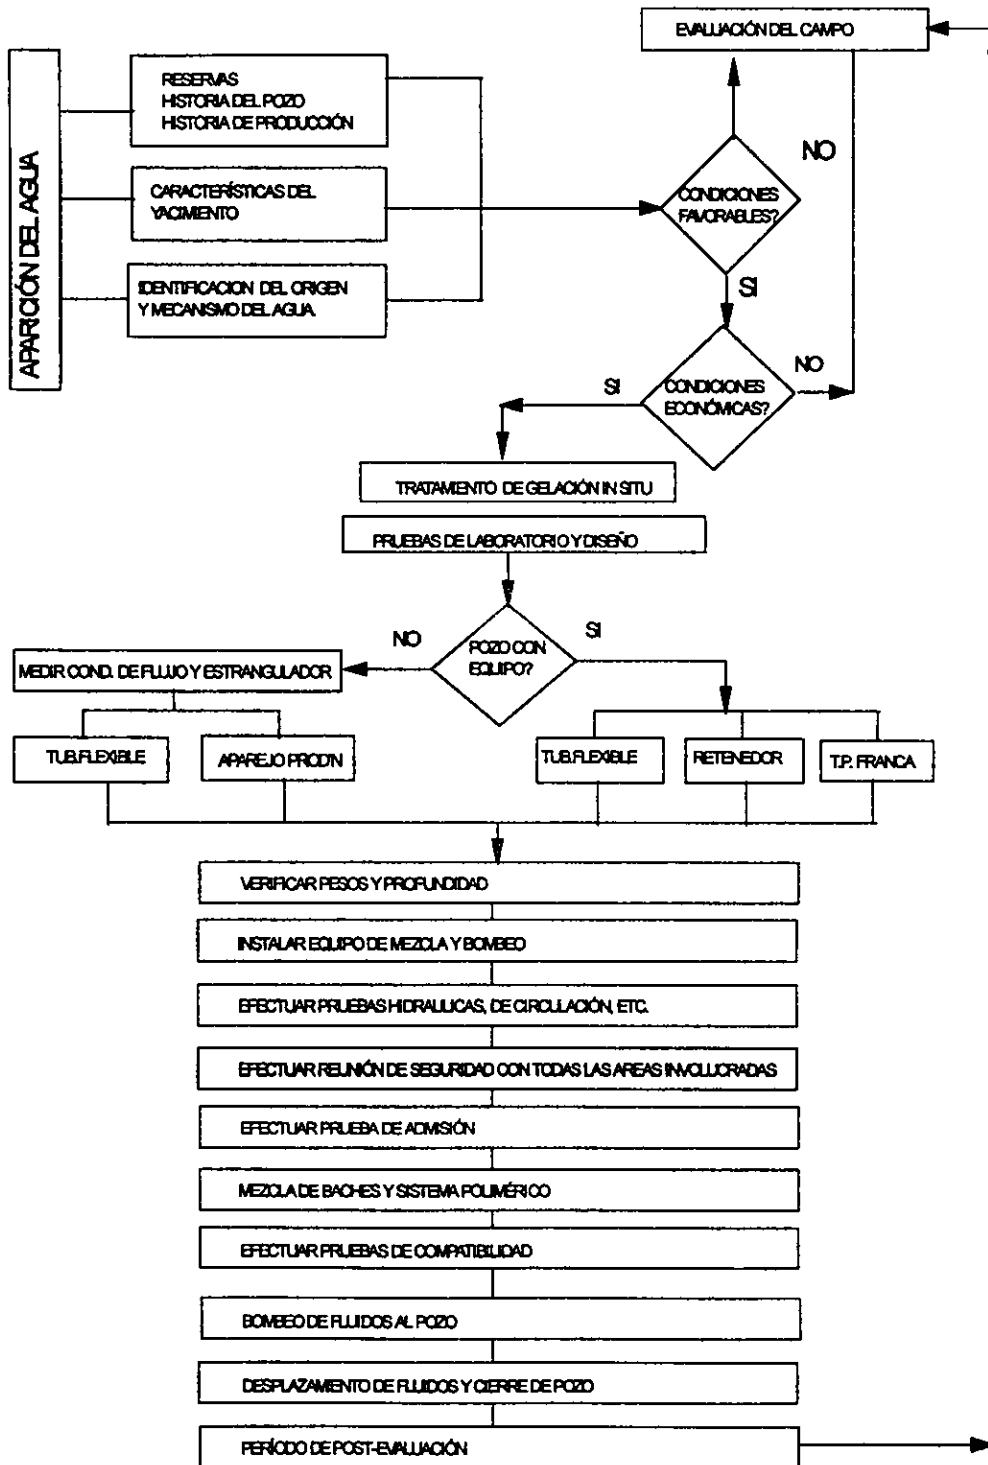 EVALUACIÓN DEL CAMPO
APARICIÓN DEL AGUA
RESERVAS
HISTORIA DEL POZO
HISTORIA DE PRODUCCIÓN
CARACTERÍSTICAS DEL
YACIMIENTO
IDENTIFICACION DEL ORIGEN
Y MECANISMO DEL AGUA.
CONDICIONES
FAVORABLES?
NO
SI
CONDICIONES
ECONÓMICAS?
NO
SI
TRATAMIENTO DE GELACIÓN IN SITU
PRUEBAS DE LABORATORIO Y DISEÑO
POZO CON
EQUIPO?
NO
SI
MEDIR COND. DE FLUJO Y ESTRANGULADOR
TUB.FLEXIBLE
APAREJO PROD'N
TUB.FLEXIBLE
RETENEDOR
T.P. FRANCA
VERIFICAR PESOS Y PROFUNDIDAD
INSTALAR EQUIPO DE MEZCLA Y BOMBEO
EFECTUAR PRUEBAS HIDRAULICAS, DE CIRCULACIÓN, ETC.
EFECTUAR REUNIÓN DE SEGURIDAD CON TODAS LAS AREAS INVOLUCRADAS
EFECTUAR PRUEBA DE ADMISIÓN
MEZCLA DE BACHES Y SISTEMA POLIMÉRICO
EFECTUAR PRUEBAS DE COMPATIBILIDAD
BOMBEO DE FLUIDOS AL POZO
DESPLAZAMIENTO DE FLUIDOS Y CIERRE DE POZO
PERÍODO DE POST-EVALUACIÓN